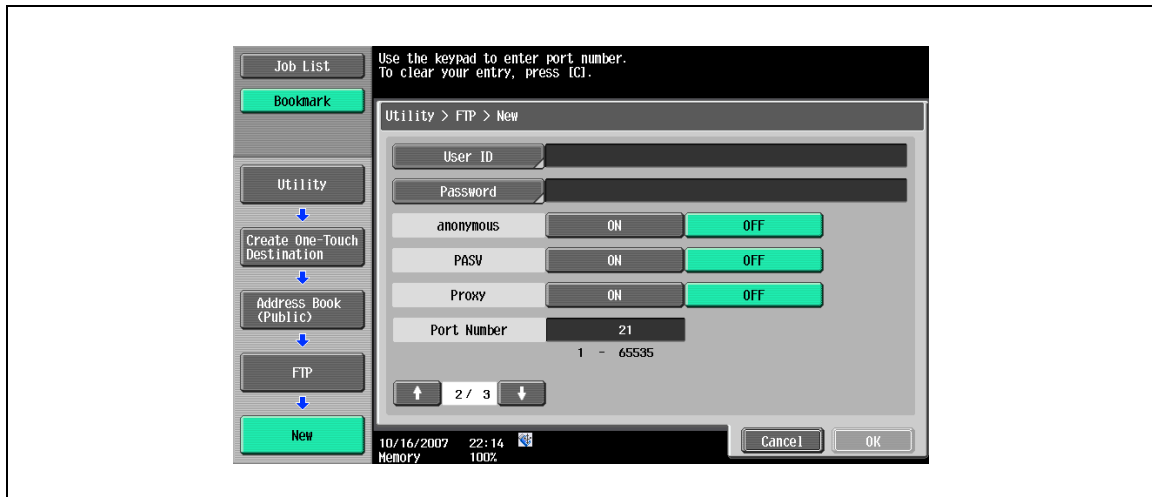 Job List
Bookmark
Utility
Create One-Touch
Destination
Address Book
(Public)
FTP
New
Use the keypad to enter port number.
To clear your entry, press [C].
Utility > FTP > New
User ID
Password
anonymous ON OFF
PASV ON OFF
Proxy ON OFF
Port Number 21
1 - 65535
2/ 3
10/16/2007 22:14
Memory 100%
Cancel OK